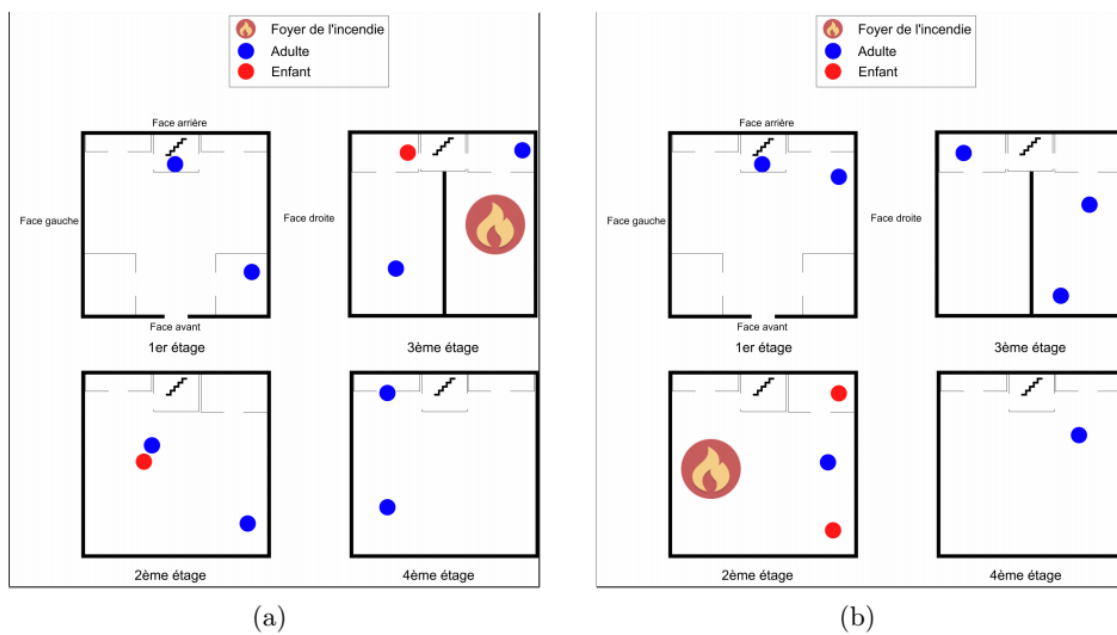 Foyer de l'incendie
Adulte
Enfant
Face arrière
Face gauche
Face droite
Face avant
1er étage
3ème étage
2ème étage
4ème étage
(a)
Foyer de l'incendie
Adulte
Enfant
Face arrière
Face gauche
Face droite
Face avant
1er étage
3ème étage
2ème étage
4ème étage
(b)